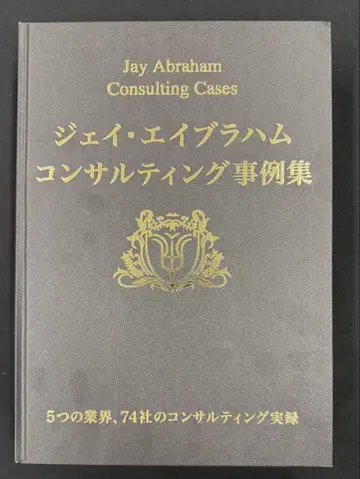 Jay Abraham
Consulting Cases
ジェイ・エイブラハム
コンサルティング事例集
5つの業界、74社のコンサルティング実録